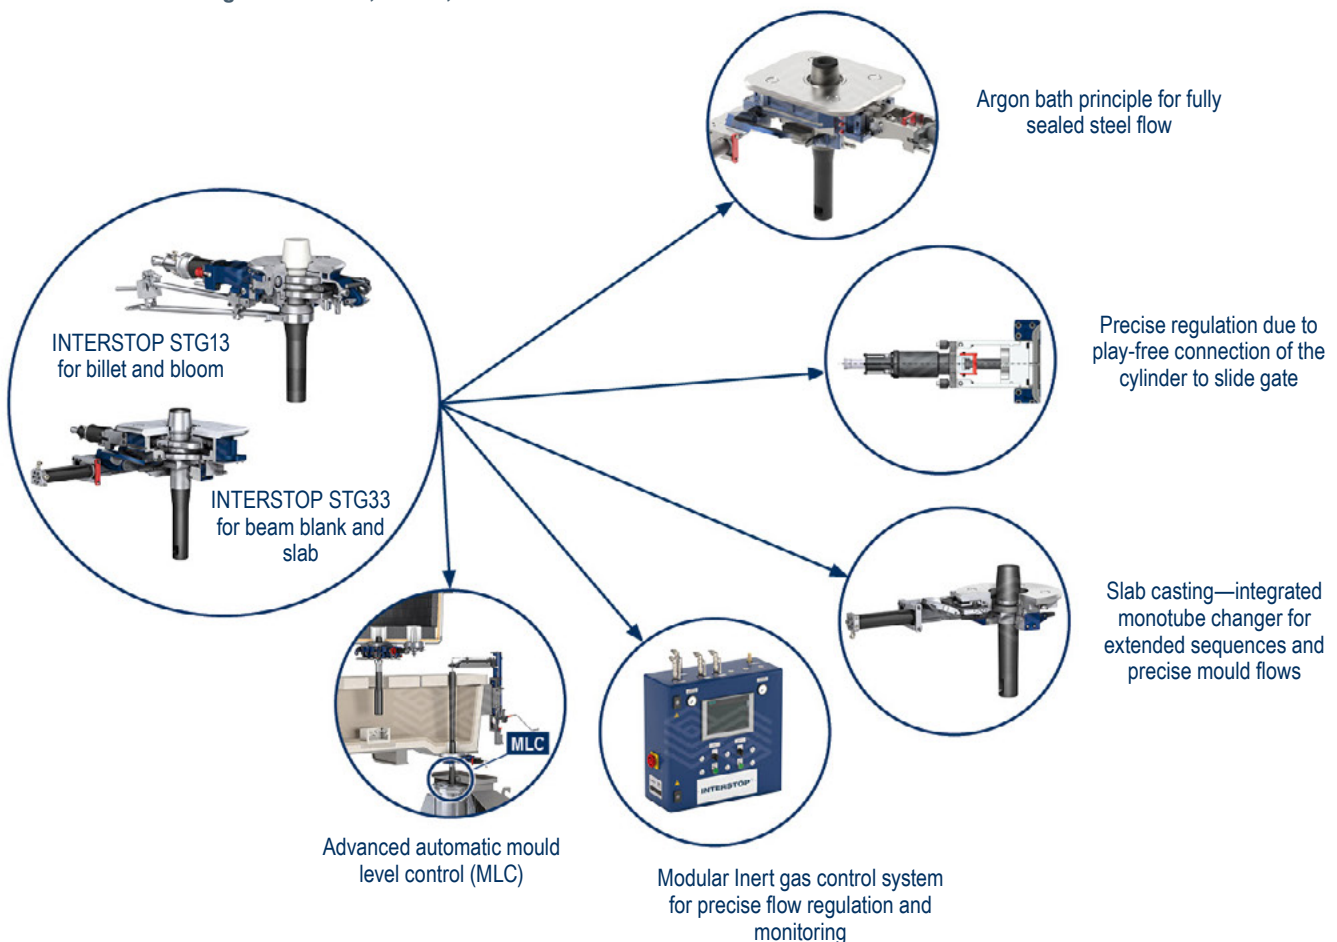 Argon bath principle for fully
sealed steel flow
INTERSTOP STG13
for billet and bloom
Precise regulation due to
play-free connection of the
cylinder to slide gate
INTERSTOP STG33
for beam blank and
slab
Slab casting—integrated
monotube changer for
extended sequences and
precise mould flows
MLC
INTERSTOP
Advanced automatic mould
level control (MLC)
Modular Inert gas control system
for precise flow regulation and
monitoring